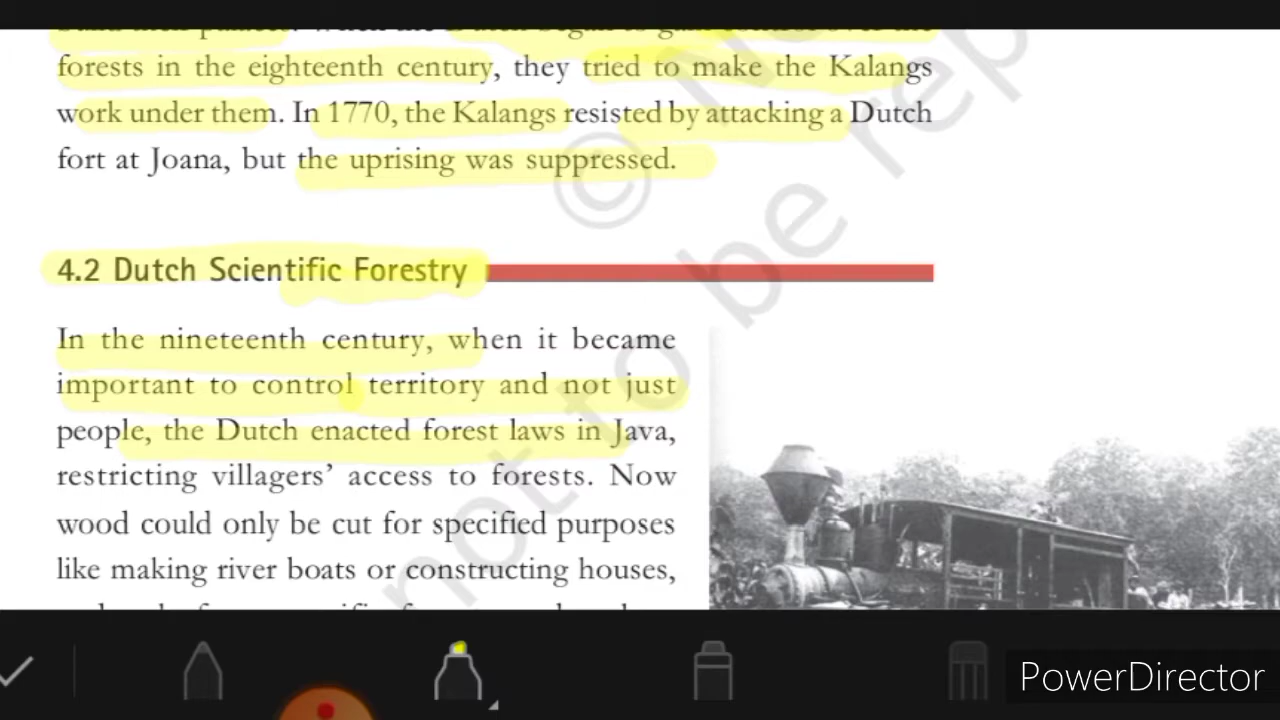 forests in the eighteenth century, they tried to make the Kalangs
work under them. In 1770, the Kalangs resisted by attacking a Dutch
fort at Joana, but the uprising was suppressed.
4.2 Dutch Scientific Forestry
In the nineteenth century, when it became
important to control territory and not just
people, the Dutch enacted forest laws in Java,
restricting villagers’ access to forests. Now
wood could only be cut for specified purposes
like making river boats or constructing houses,
© N
not to be rep
PowerDirector